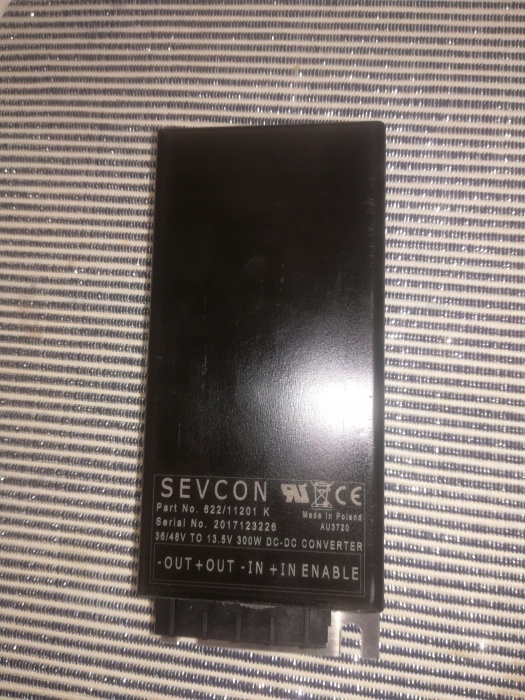 SEVCON
Part No. 622/11201 K
Made in Poland
Serial No. 2017123226
AU3720
36/48V TO 13.5V 300W DC-DC CONVERTER
-OUT +OUT -IN +IN ENABLE